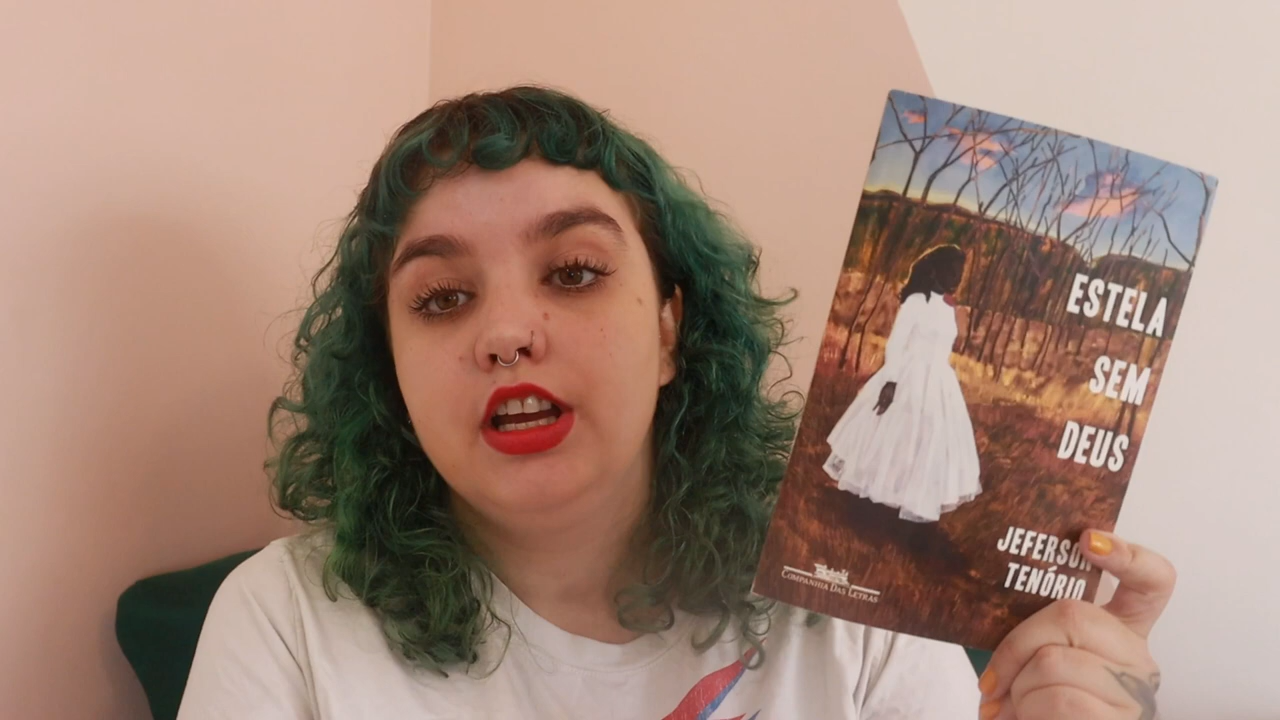 ESTELA
SEM
DEUS
JEFERSON
TENÓRIO
COMPANHIA DAS LETRAS